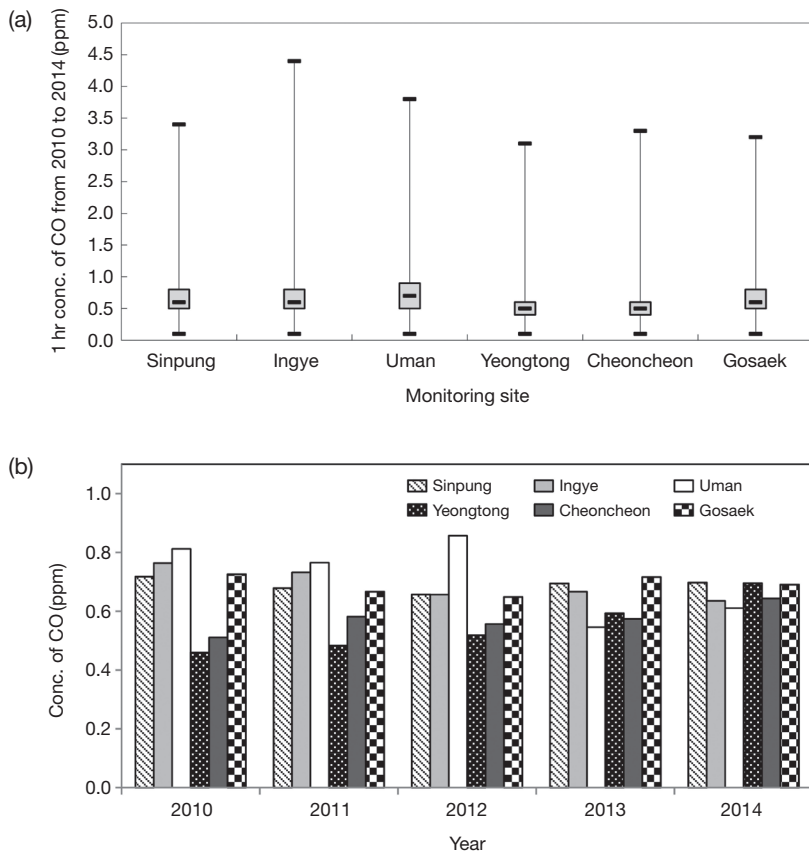 (a)
1 hr conc. of CO from 2010 to 2014 (ppm)
5.0
4.5
4.0
3.5
3.0
2.5
2.0
1.5
1.0
0.5
0.0
Sinpung Ingye Uman Yeongtong Cheoncheon Gosaek
Monitoring site
(b)
Conc. of CO (ppm)
1.0
0.8
0.6
0.4
0.2
0.0
Sinpung Ingye Uman
Yeongtong Cheoncheon Gosaek
2010 2011 2012 2013 2014
Year